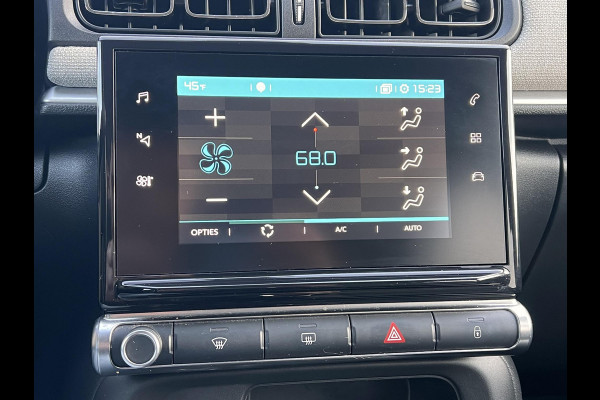 45°F 15:23
N
68.0
OPTIES A/C AUTO